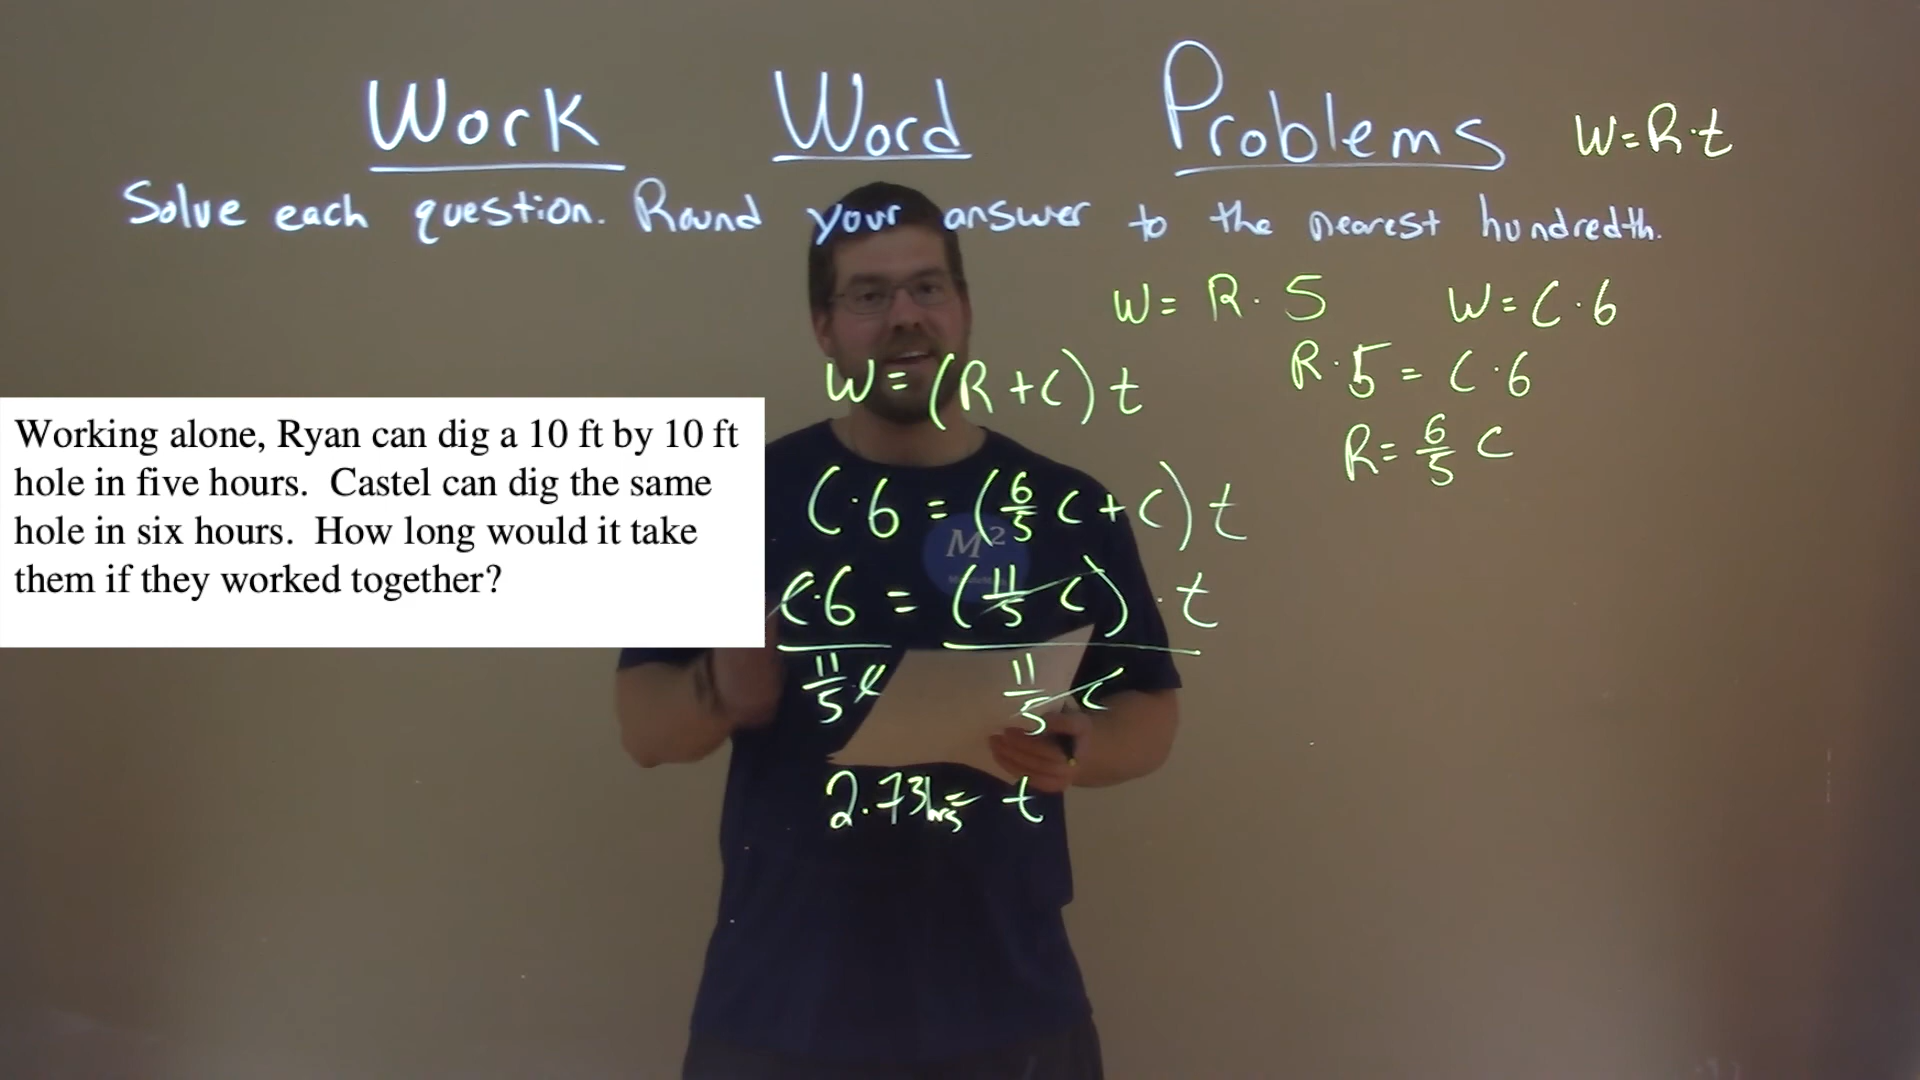 Work Word Problems W=R·t
Solve each question. Round your answer to the nearest hundredth.
W= R·5 W=C·6
W=(R+C)t R·5=C·6
R=6/5 C
Working alone, Ryan can dig a 10 ft by 10 ft
hole in five hours. Castel can dig the same
hole in six hours. How long would it take
them if they worked together?
C·6=(6/5 C+C)t
M²
C·6=(11/5 C)·t
11/5 C 11/5 C
2.73hrs= t